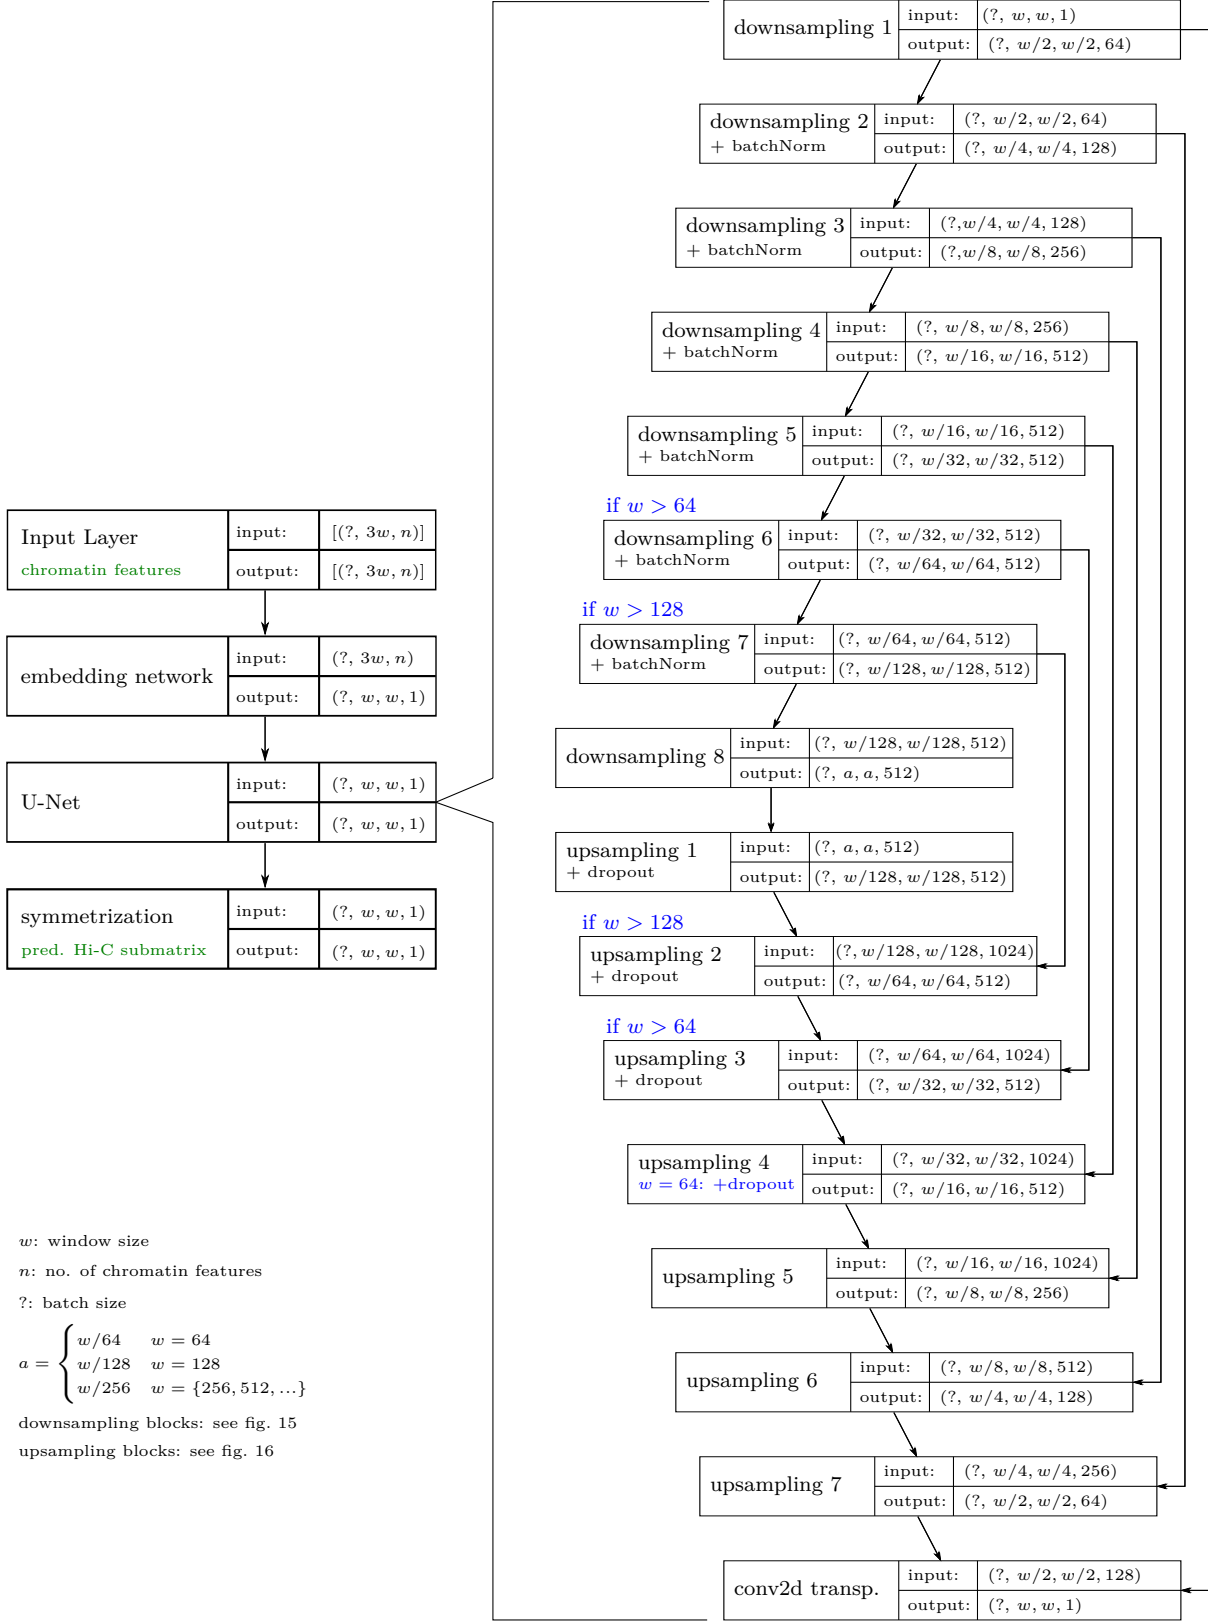 Input Layer
chromatin features
input: [(?, 3w, n)]
output: [(?, 3w, n)]
embedding network
input: (?, 3w, n)
output: (?, w, w, 1)
U-Net
input: (?, w, w, 1)
output: (?, w, w, 1)
symmetrization
pred. Hi-C submatrix
input: (?, w, w, 1)
output: (?, w, w, 1)
w: window size
n: no. of chromatin features
?: batch size
a = { w/64 w = 64
w/128 w = 128
w/256 w = {256, 512, ...}
downsampling blocks: see fig. 15
upsampling blocks: see fig. 16
downsampling 1
input: (?, w, w, 1)
output: (?, w/2, w/2, 64)
downsampling 2
+ batchNorm
input: (?, w/2, w/2, 64)
output: (?, w/4, w/4, 128)
downsampling 3
+ batchNorm
input: (?,w/4, w/4, 128)
output: (?,w/8, w/8, 256)
downsampling 4
+ batchNorm
input: (?, w/8, w/8, 256)
output: (?, w/16, w/16, 512)
downsampling 5
+ batchNorm
input: (?, w/16, w/16, 512)
output: (?, w/32, w/32, 512)
if w > 64
downsampling 6
+ batchNorm
input: (?, w/32, w/32, 512)
output: (?, w/64, w/64, 512)
if w > 128
downsampling 7
+ batchNorm
input: (?, w/64, w/64, 512)
output: (?, w/128, w/128, 512)
downsampling 8
input: (?, w/128, w/128, 512)
output: (?, a, a, 512)
upsampling 1
+ dropout
input: (?, a, a, 512)
output: (?, w/128, w/128, 512)
if w > 128
upsampling 2
+ dropout
input: (?, w/128, w/128, 1024)
output: (?, w/64, w/64, 512)
if w > 64
upsampling 3
+ dropout
input: (?, w/64, w/64, 1024)
output: (?, w/32, w/32, 512)
upsampling 4
w = 64: +dropout
input: (?, w/32, w/32, 1024)
output: (?, w/16, w/16, 512)
upsampling 5
input: (?, w/16, w/16, 1024)
output: (?, w/8, w/8, 256)
upsampling 6
input: (?, w/8, w/8, 512)
output: (?, w/4, w/4, 128)
upsampling 7
input: (?, w/4, w/4, 256)
output: (?, w/2, w/2, 64)
conv2d transp.
input: (?, w/2, w/2, 128)
output: (?, w, w, 1)